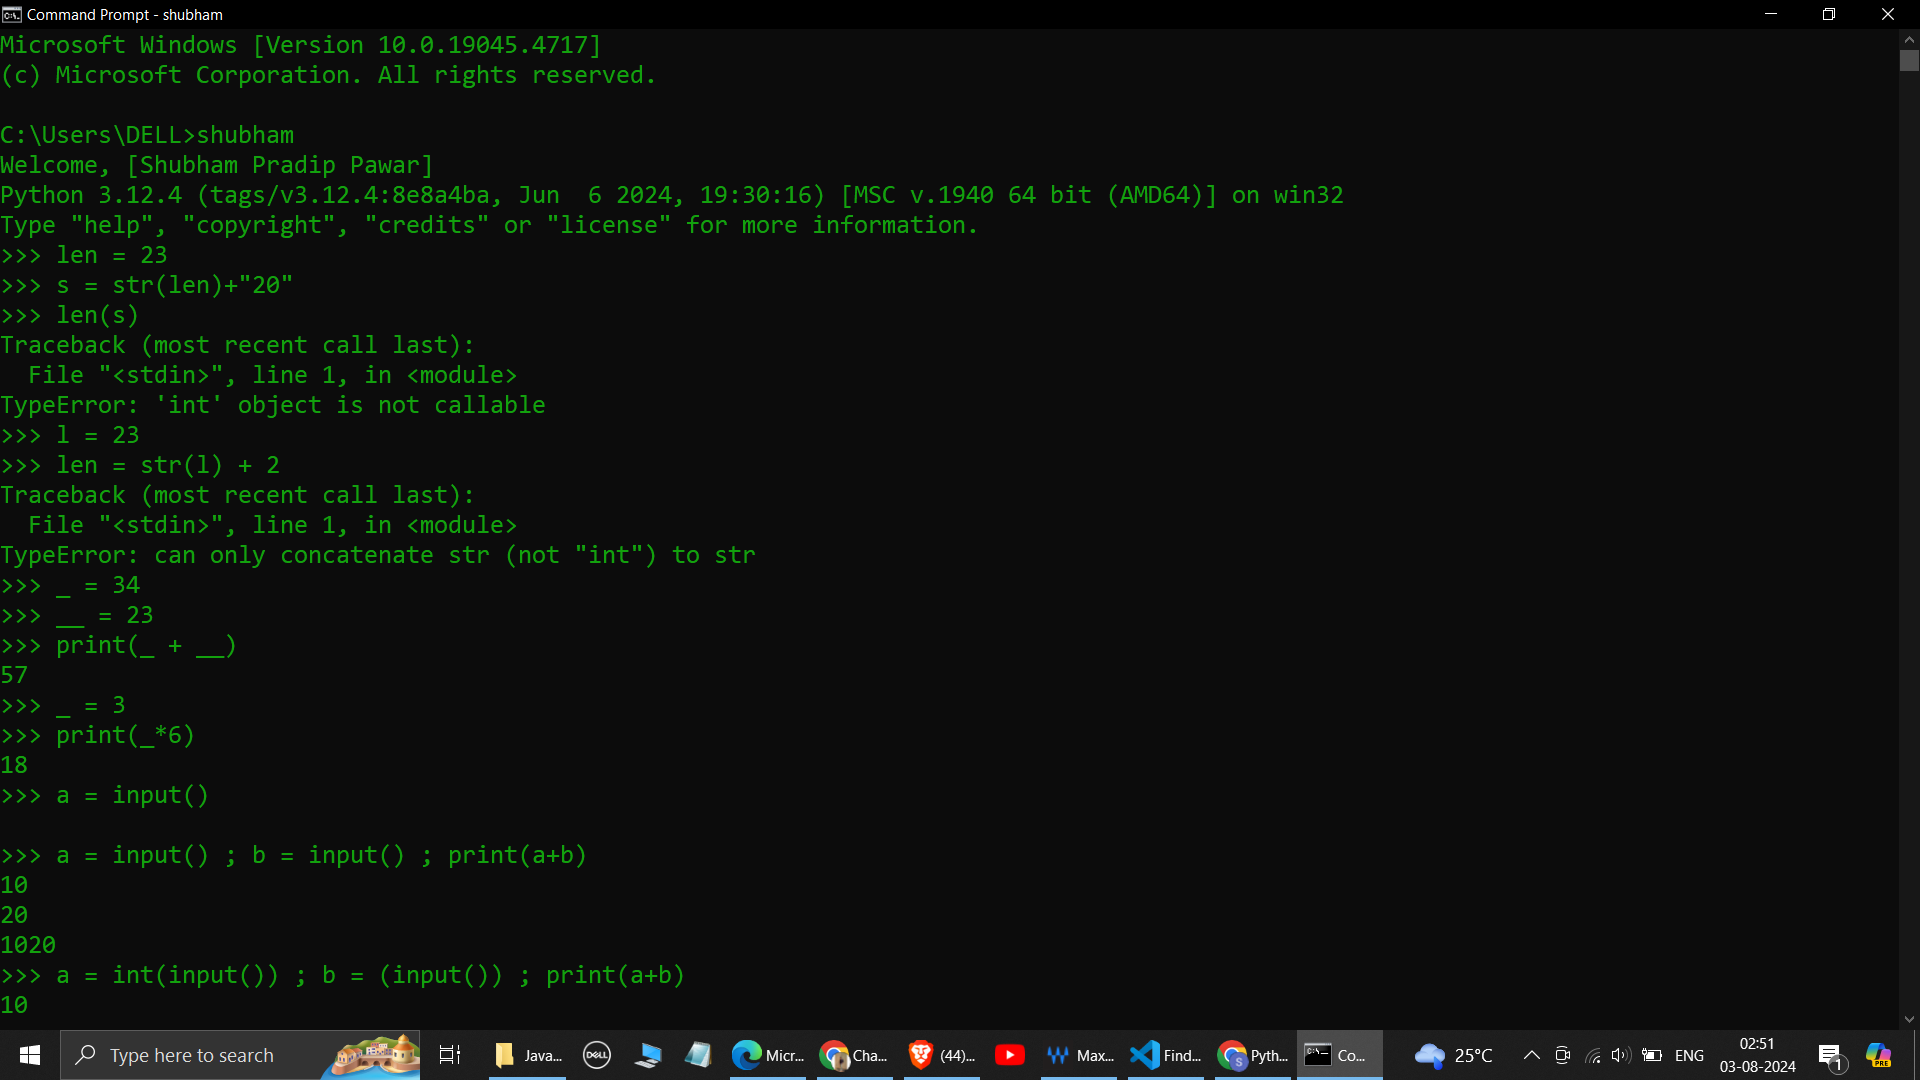 Command Prompt - shubham
Microsoft Windows [Version 10.0.19045.4717]
(c) Microsoft Corporation. All rights reserved.
C:\Users\DELL>shubham
Welcome, [Shubham Pradip Pawar]
Python 3.12.4 (tags/v3.12.4:8e8a4ba, Jun  6 2024, 19:30:16) [MSC v.1940 64 bit (AMD64)] on win32
Type "help", "copyright", "credits" or "license" for more information.
>>> len = 23
>>> s = str(len)+"20"
>>> len(s)
Traceback (most recent call last):
  File "<stdin>", line 1, in <module>
TypeError: 'int' object is not callable
>>> l = 23
>>> len = str(l) + 2
Traceback (most recent call last):
  File "<stdin>", line 1, in <module>
TypeError: can only concatenate str (not "int") to str
>>> _ = 34
>>> __ = 23
>>> print(_ + __)
57
>>> _ = 3
>>> print(_*6)
18
>>> a = input()
>>> a = input() ; b = input() ; print(a+b)
10
20
1020
>>> a = int(input()) ; b = (input()) ; print(a+b)
10
Type here to search
Java...
DELL
Micr...
Cha...
(44)...
Max...
Find...
S
Pyth...
Co...
25°C
ENG
02:51
03-08-2024
1
PRE